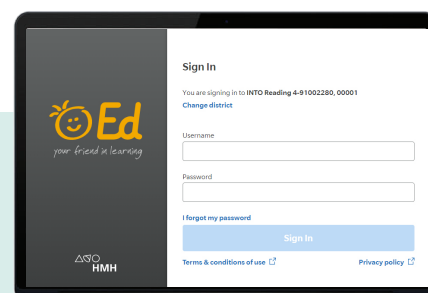 Ed
your friend in learning
HMH
Sign In
You are signing in to INTO Reading 4-91002280, 00001
Change district
Username
Password
I forgot my password
Sign In
Terms & conditions of use
Privacy policy